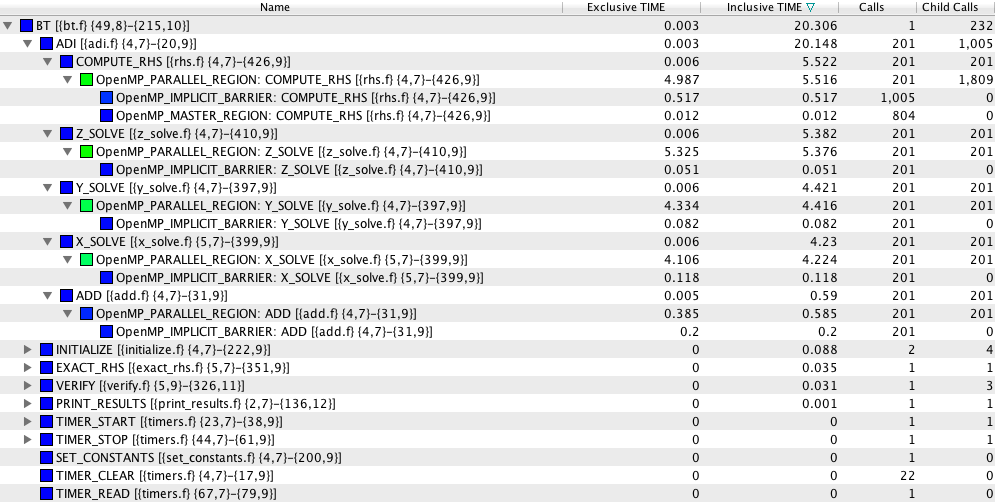 Name Exclusive TIME Inclusive TIME ▽ Calls Child Calls
BT [{bt.f} {49,8}-{215,10}] 0.003 20.306 1 232
ADI [{adi.f} {4,7}-{20,9}] 0.003 20.148 201 1,005
COMPUTE_RHS [{rhs.f} {4,7}-{426,9}] 0.006 5.522 201 201
OpenMP_PARALLEL_REGION: COMPUTE_RHS [{rhs.f} {4,7}-{426,9}] 4.987 5.516 201 1,809
OpenMP_IMPLICIT_BARRIER: COMPUTE_RHS [{rhs.f} {4,7}-{426,9}] 0.517 0.517 1,005 0
OpenMP_MASTER_REGION: COMPUTE_RHS [{rhs.f} {4,7}-{426,9}] 0.012 0.012 804 0
Z_SOLVE [{z_solve.f} {4,7}-{410,9}] 0.006 5.382 201 201
OpenMP_PARALLEL_REGION: Z_SOLVE [{z_solve.f} {4,7}-{410,9}] 5.325 5.376 201 201
OpenMP_IMPLICIT_BARRIER: Z_SOLVE [{z_solve.f} {4,7}-{410,9}] 0.051 0.051 201 0
Y_SOLVE [{y_solve.f} {4,7}-{397,9}] 0.006 4.421 201 201
OpenMP_PARALLEL_REGION: Y_SOLVE [{y_solve.f} {4,7}-{397,9}] 4.334 4.416 201 201
OpenMP_IMPLICIT_BARRIER: Y_SOLVE [{y_solve.f} {4,7}-{397,9}] 0.082 0.082 201 0
X_SOLVE [{x_solve.f} {5,7}-{399,9}] 0.006 4.23 201 201
OpenMP_PARALLEL_REGION: X_SOLVE [{x_solve.f} {5,7}-{399,9}] 4.106 4.224 201 201
OpenMP_IMPLICIT_BARRIER: X_SOLVE [{x_solve.f} {5,7}-{399,9}] 0.118 0.118 201 0
ADD [{add.f} {4,7}-{31,9}] 0.005 0.59 201 201
OpenMP_PARALLEL_REGION: ADD [{add.f} {4,7}-{31,9}] 0.385 0.585 201 201
OpenMP_IMPLICIT_BARRIER: ADD [{add.f} {4,7}-{31,9}] 0.2 0.2 201 0
INITIALIZE [{initialize.f} {4,7}-{222,9}] 0 0.088 2 4
EXACT_RHS [{exact_rhs.f} {5,7}-{351,9}] 0 0.035 1 1
VERIFY [{verify.f} {5,9}-{326,11}] 0 0.031 1 3
PRINT_RESULTS [{print_results.f} {2,7}-{136,12}] 0 0.001 1 1
TIMER_START [{timers.f} {23,7}-{38,9}] 0 0 1 1
TIMER_STOP [{timers.f} {44,7}-{61,9}] 0 0 1 1
SET_CONSTANTS [{set_constants.f} {4,7}-{200,9}] 0 0 1 0
TIMER_CLEAR [{timers.f} {4,7}-{17,9}] 0 0 22 0
TIMER_READ [{timers.f} {67,7}-{79,9}] 0 0 1 0